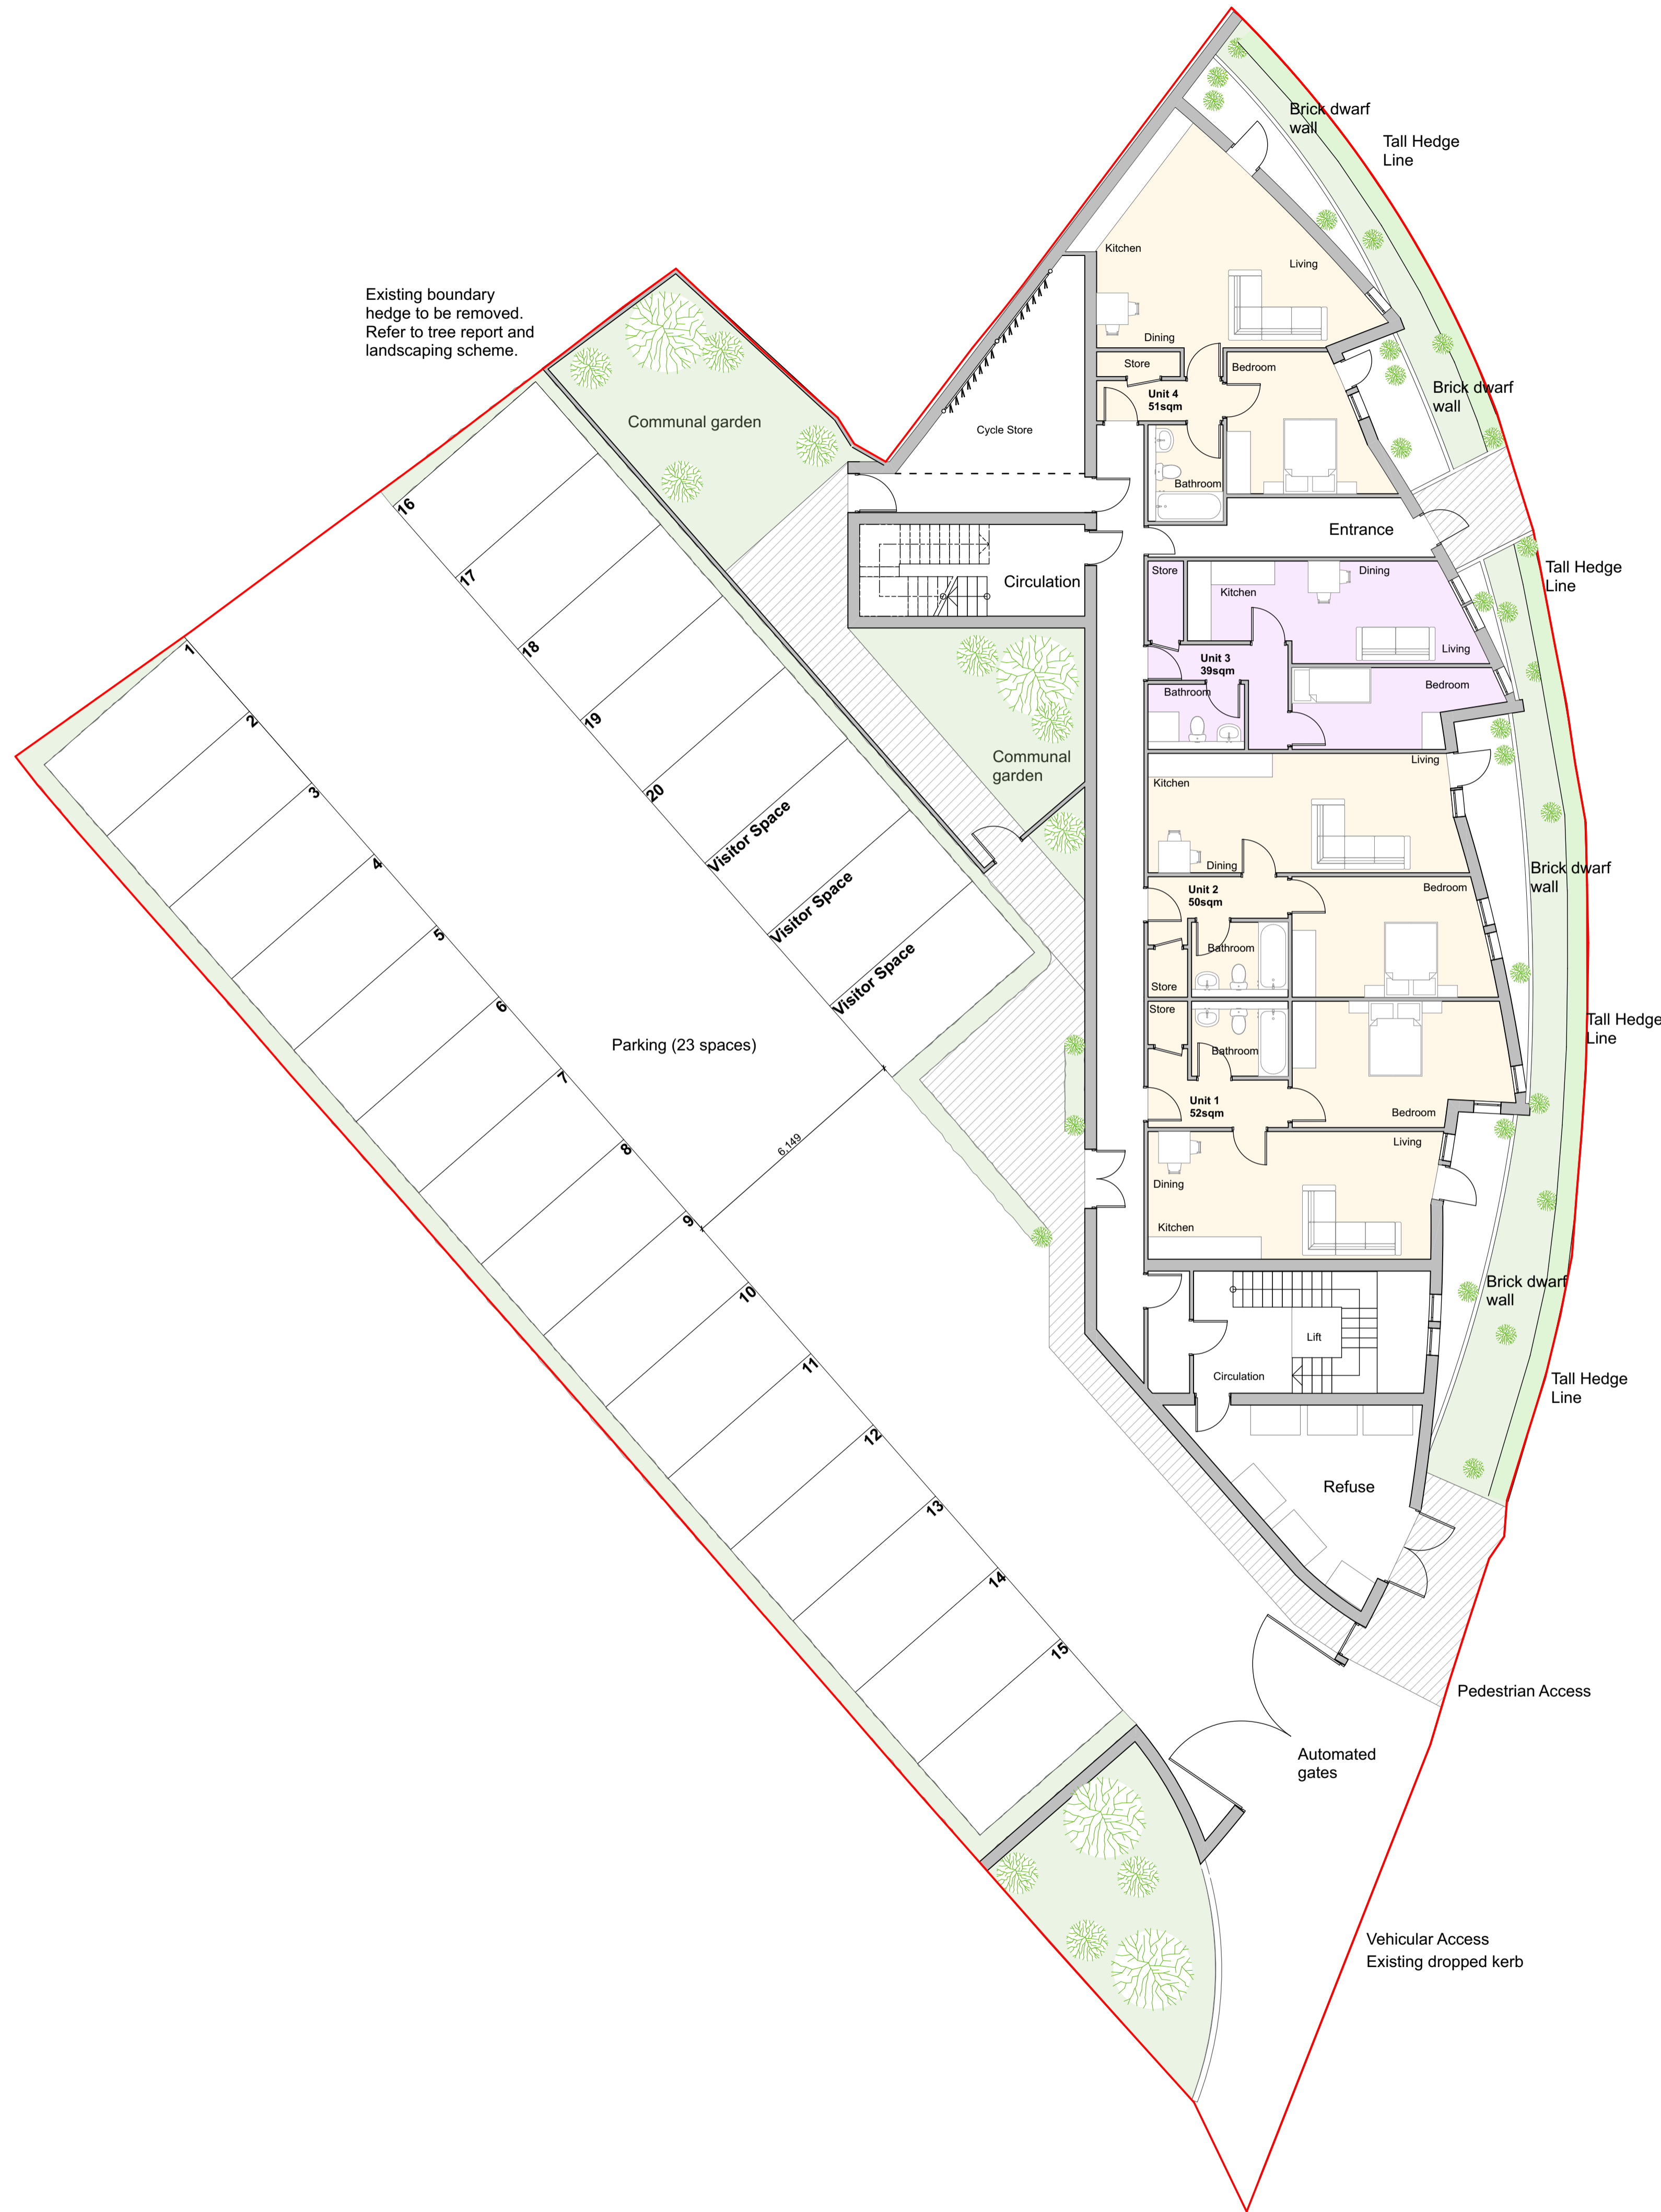 Brick dwarf
wall
Tall Hedge
Line
Kitchen
Living
Existing boundary
hedge to be removed.
Refer to tree report and
landscaping scheme.
Dining
Store
Bedroom
Unit 4
51sqm
Brick dwarf
wall
Communal garden
Cycle Store
Bathroom
16
Entrance
Tall Hedge
Line
17
Circulation
Store
Dining
Kitchen
18
1
Living
Unit 3
39sqm
Bedroom
Bathroom
19
2
Communal
garden
Living
Kitchen
20
3
Visitor Space
Dining
Brick dwarf
wall
4
Visitor Space
Unit 2
50sqm
Bedroom
5
Bathroom
Visitor Space
Store
6
Store
Tall Hedge
Line
Parking (23 spaces)
Bathroom
7
Unit 1
52sqm
Bedroom
6,149
8
Living
Dining
9
Kitchen
10
Brick dwarf
wall
Lift
11
Circulation
Tall Hedge
Line
12
Refuse
13
14
15
Pedestrian Access
Automated
gates
Vehicular Access
Existing dropped kerb